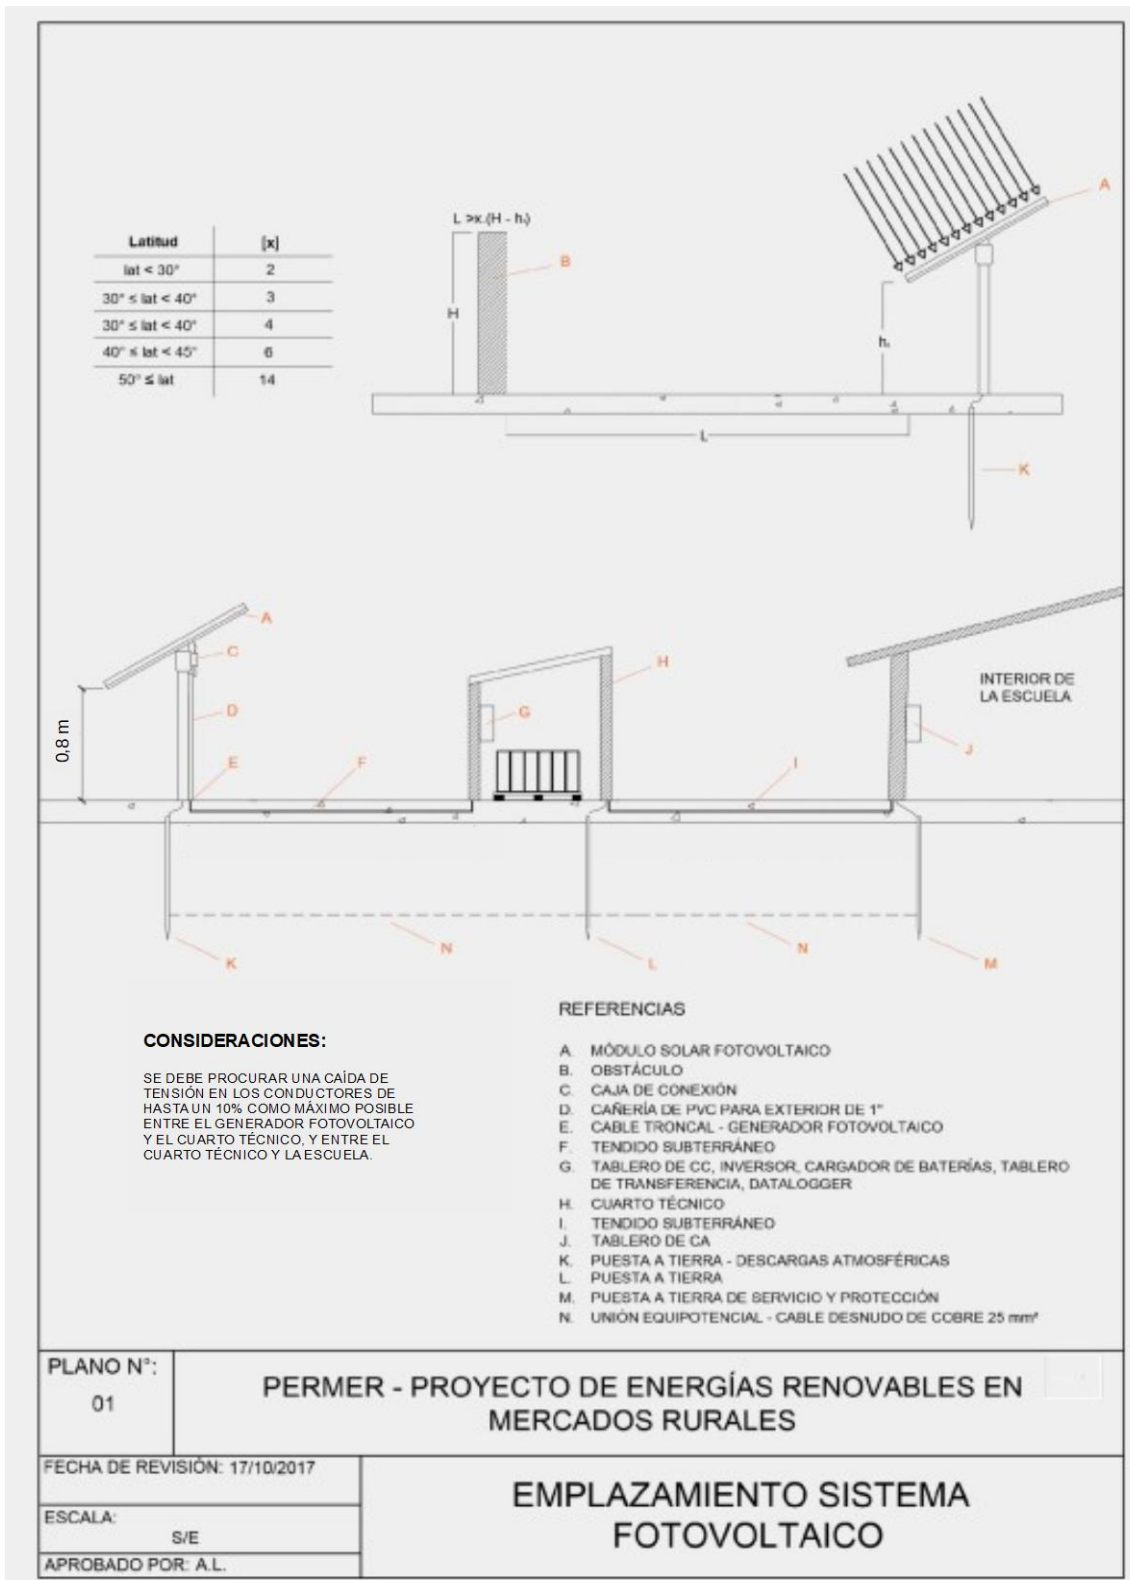 A
L >x.(H - hₜ)
Latitud [x]
lat < 30° 2
30° ≤ lat < 40° 3
30° ≤ lat < 40° 4
40° ≤ lat < 45° 6
50° ≤ lat 14
B
H
L
K
A
C
D
E
F
0,8 m
G
H
I
INTERIOR DE
LA ESCUELA
J
K
N
L
N
M
CONSIDERACIONES:
SE DEBE PROCURAR UNA CAÍDA DE
TENSIÓN EN LOS CONDUCTORES DE
HASTA UN 10% COMO MÁXIMO POSIBLE
ENTRE EL GENERADOR FOTOVOLTAICO
Y EL CUARTO TÉCNICO, Y ENTRE EL
CUARTO TÉCNICO Y LA ESCUELA.
REFERENCIAS
A. MÓDULO SOLAR FOTOVOLTAICO
B. OBSTÁCULO
C. CAJA DE CONEXIÓN
D. CAÑERÍA DE PVC PARA EXTERIOR DE 1"
E. CABLE TRONCAL - GENERADOR FOTOVOLTAICO
F. TENDIDO SUBTERRÁNEO
G. TABLERO DE CC, INVERSOR, CARGADOR DE BATERÍAS, TABLERO
DE TRANSFERENCIA, DATALOGGER
H. CUARTO TÉCNICO
I. TENDIDO SUBTERRÁNEO
J. TABLERO DE CA
K. PUESTA A TIERRA - DESCARGAS ATMOSFÉRICAS
L. PUESTA A TIERRA
M. PUESTA A TIERRA DE SERVICIO Y PROTECCIÓN
N. UNIÓN EQUIPOTENCIAL - CABLE DESNUDO DE COBRE 25 mm²
PLANO N°:
01
PERMER - PROYECTO DE ENERGÍAS RENOVABLES EN
MERCADOS RURALES
FECHA DE REVISIÓN: 17/10/2017
ESCALA:
S/E
APROBADO POR: A.L.
EMPLAZAMIENTO SISTEMA
FOTOVOLTAICO